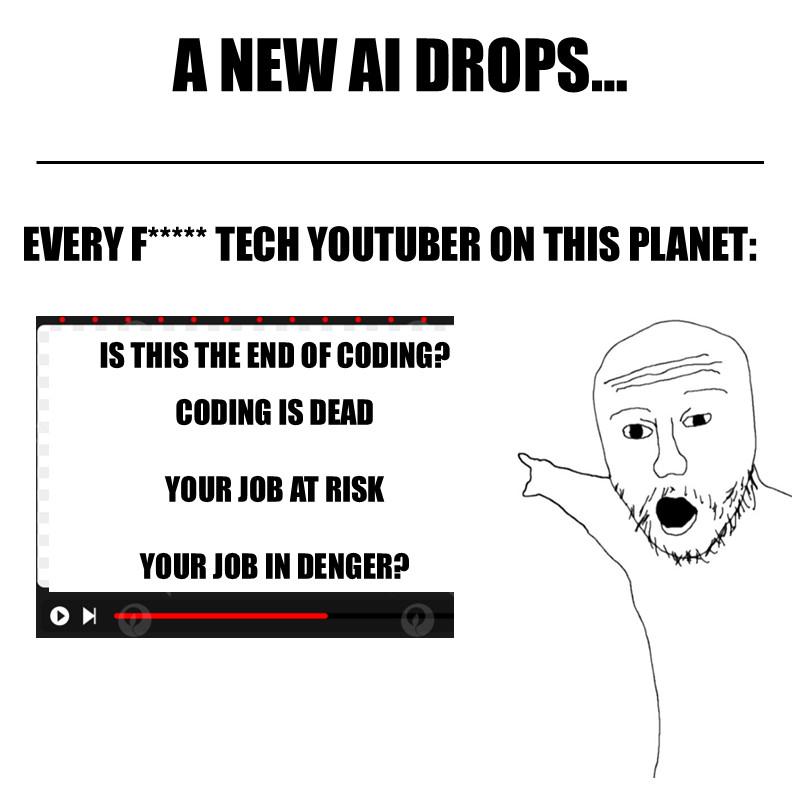 A NEW AI DROPS...
EVERY F***** TECH YOUTUBER ON THIS PLANET:
IS THIS THE END OF CODING?
CODING IS DEAD
YOUR JOB AT RISK
YOUR JOB IN DENGER?